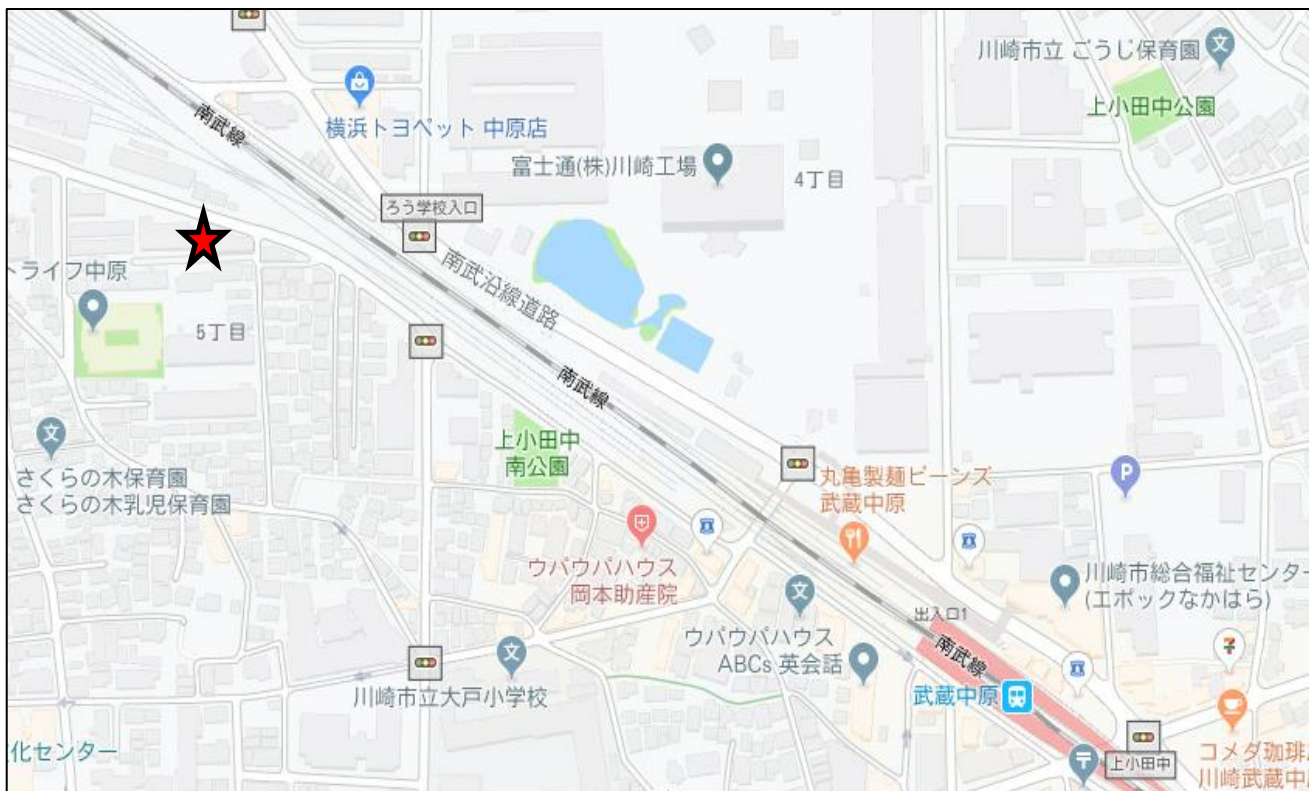 川崎市立 ごうじ保育園
上小田中公園
南武線
横浜トヨペット 中原店
富士通(株)川崎工場
4丁目
ろう学校入口
南武沿線道路
トライフ中原
5丁目
南武線
上小田中
南公園
丸亀製麺ビーンズ
武蔵中原
P
さくらの木保育園
さくらの木乳児保育園
ウパウパハウス
岡本助産院
川崎市総合福祉センター
(エポックなかはら)
出入口1
ウパウパハウス
ABCs 英会話
南武線
川崎市立大戸小学校
武蔵中原
化センター
上小田中
コメダ珈琲
川崎武蔵中